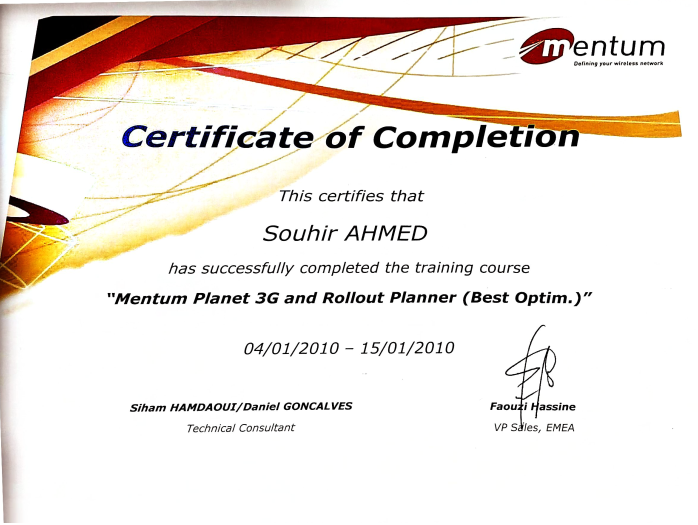 mentum
Defining your wireless network
Certificate of Completion
This certifies that
Souhir AHMED
has successfully completed the training course
“Mentum Planet 3G and Rollout Planner (Best Optim.)”
04/01/2010 – 15/01/2010
Siham HAMDAOUI/Daniel GONCALVES
Technical Consultant
Faouzi Hassine
VP Sales, EMEA